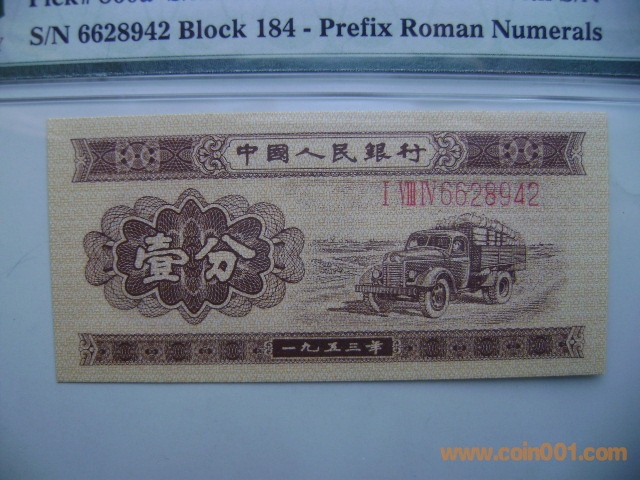 S/N 6628942 Block 184 - Prefix Roman Numerals
中國人民銀行
I VIII IV 6628942
壹分
一九五三年
www.coin001.com